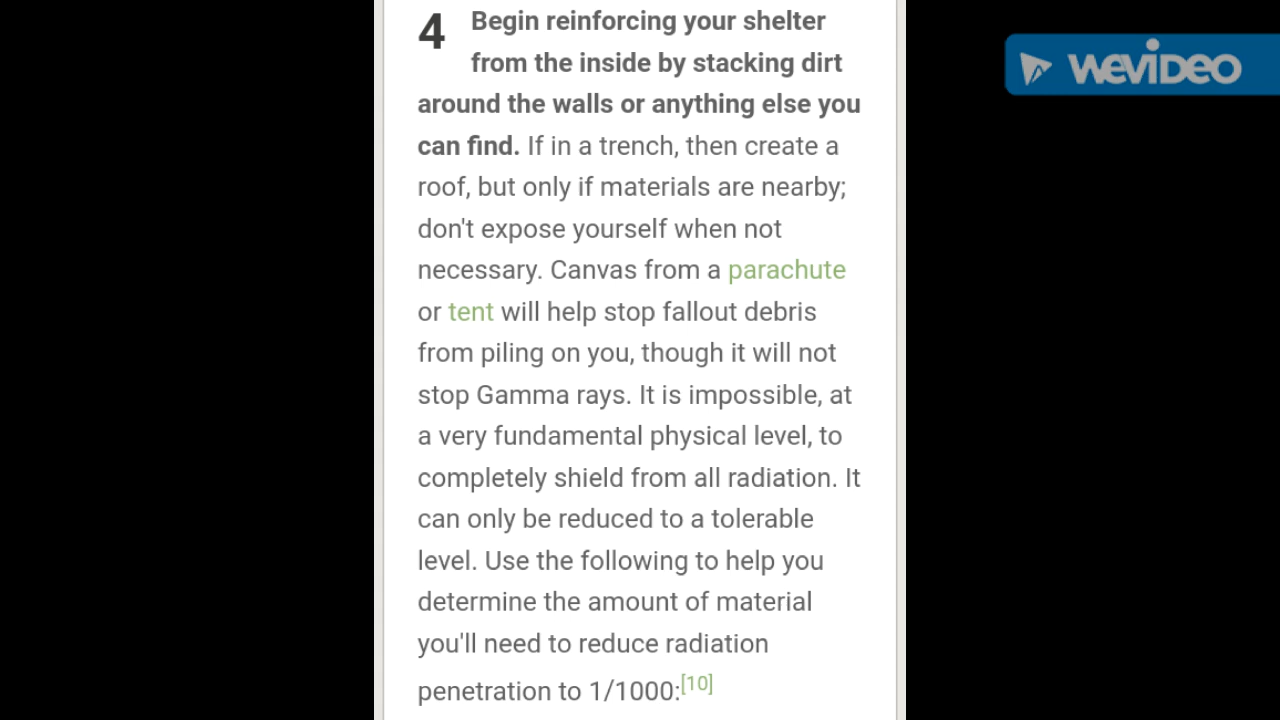 4 Begin reinforcing your shelter
from the inside by stacking dirt
around the walls or anything else you
can find. If in a trench, then create a
roof, but only if materials are nearby;
don't expose yourself when not
necessary. Canvas from a parachute
or tent will help stop fallout debris
from piling on you, though it will not
stop Gamma rays. It is impossible, at
a very fundamental physical level, to
completely shield from all radiation. It
can only be reduced to a tolerable
level. Use the following to help you
determine the amount of material
you'll need to reduce radiation
penetration to 1/1000:[10]
WEVIDEO